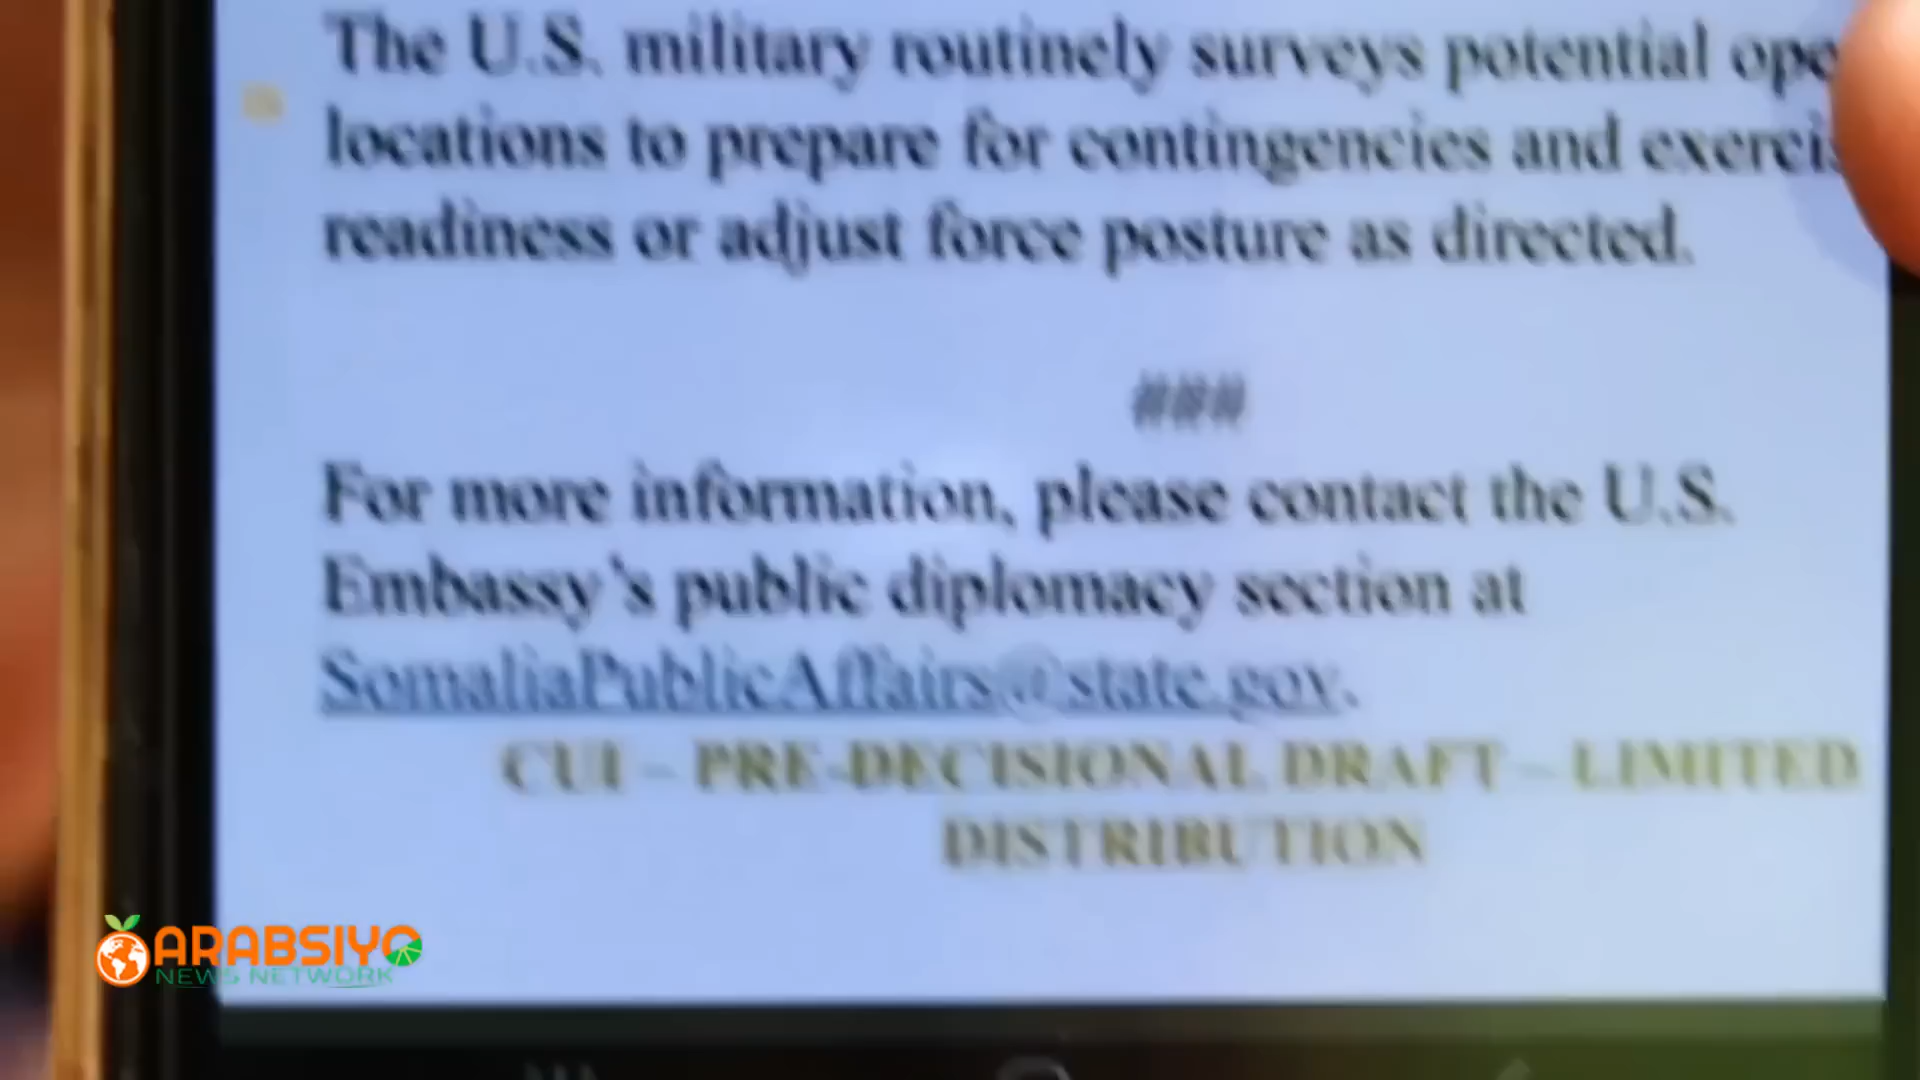 The U.S. military routinely surveys potential ope
locations to prepare for contingencies and exerci
readiness or adjust force posture as directed.
###
For more information, please contact the U.S.
Embassy's public diplomacy section at
SomaliaPublicAffairs@state.gov.
CUI – PRE-DECISIONAL DRAFT – LIMITED
DISTRIBUTION
ARABSIYO
NEWS NETWORK